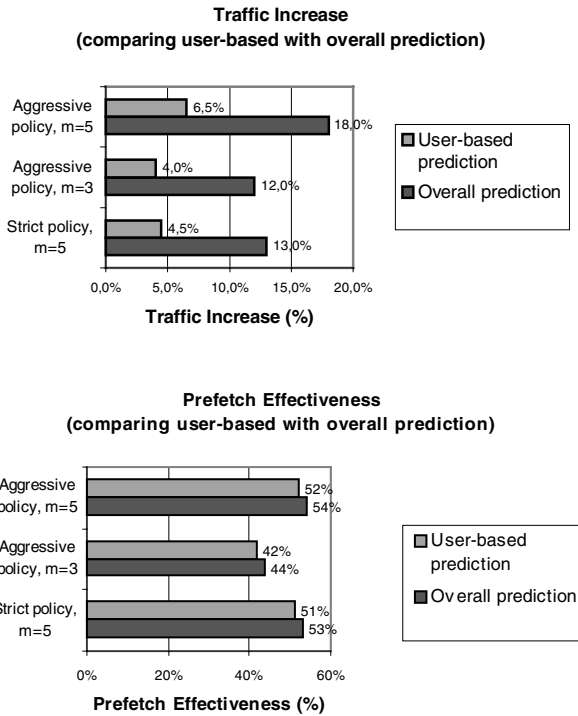 Traffic Increase
(comparing user-based with overall prediction)
Aggressive
policy, m=5
6,5%
18,0%
Aggressive
policy, m=3
4,0%
12,0%
Strict policy,
m=5
4,5%
13,0%
0,0% 5,0% 10,0% 15,0% 20,0%
Traffic Increase (%)
User-based
prediction
Overall prediction
Prefetch Effectiveness
(comparing user-based with overall prediction)
Aggressive
policy, m=5
52%
54%
Aggressive
policy, m=3
42%
44%
Strict policy,
m=5
51%
53%
0% 20% 40% 60%
Prefetch Effectiveness (%)
User-based
prediction
Overall prediction